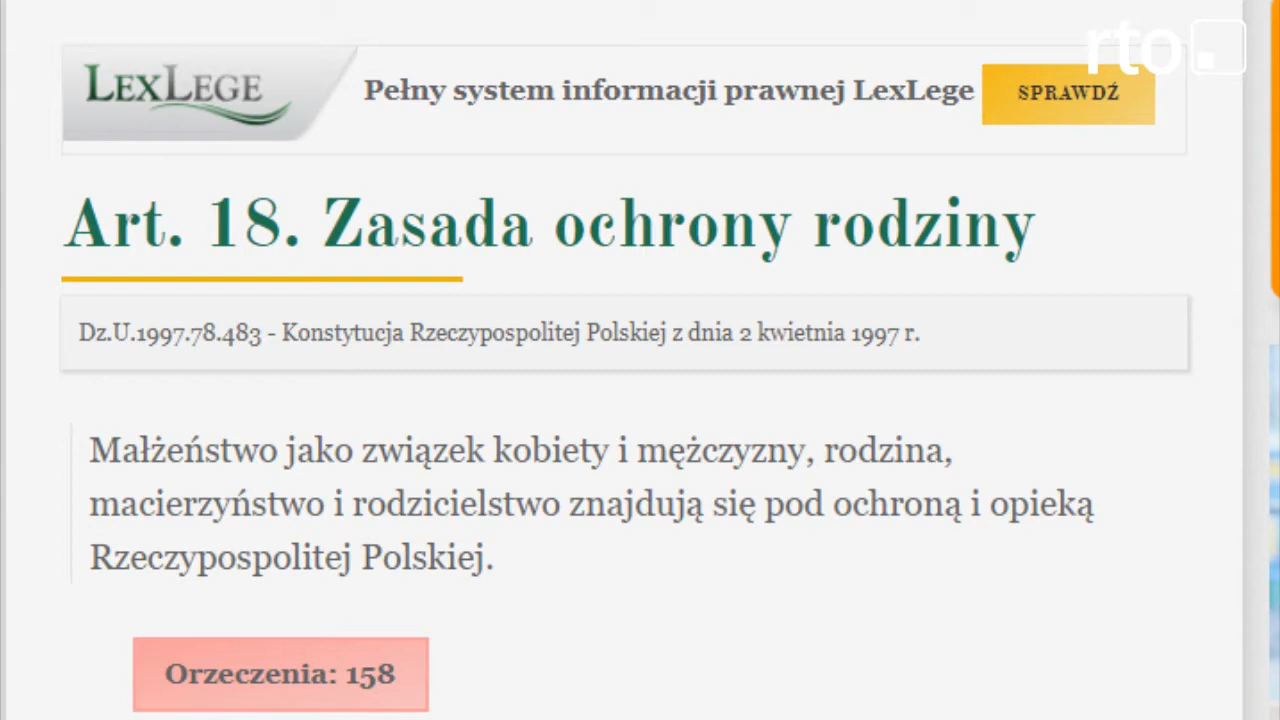 rto
LexLege
Pełny system informacji prawnej LexLege
SPRAWDŹ
Art. 18. Zasada ochrony rodziny
Dz.U.1997.78.483 - Konstytucja Rzeczypospolitej Polskiej z dnia 2 kwietnia 1997 r.
Małżeństwo jako związek kobiety i mężczyzny, rodzina,
macierzyństwo i rodzicielstwo znajdują się pod ochroną i opieką
Rzeczypospolitej Polskiej.
Orzeczenia: 158